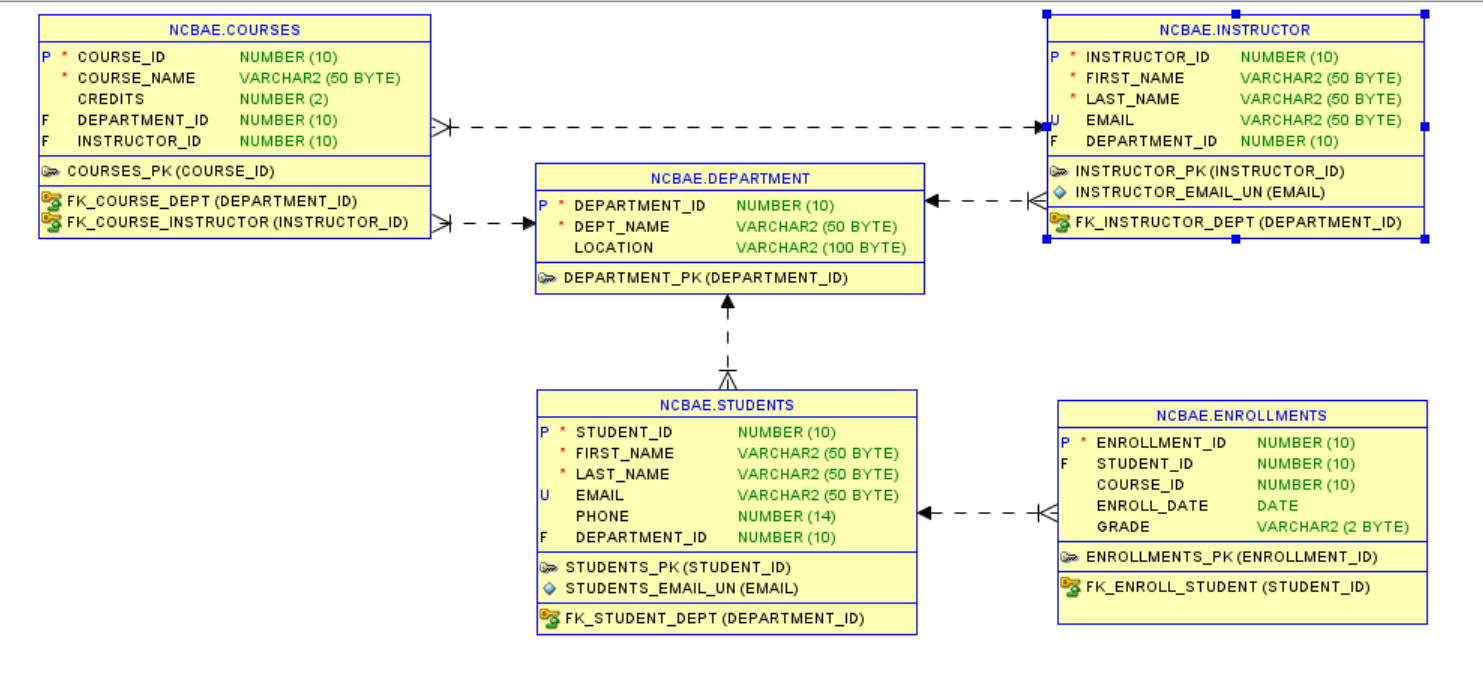 NCBAE.COURSES
P * COURSE_ID NUMBER (10)
* COURSE_NAME VARCHAR2 (50 BYTE)
CREDITS NUMBER (2)
F DEPARTMENT_ID NUMBER (10)
F INSTRUCTOR_ID NUMBER (10)
COURSES_PK (COURSE_ID)
FK_COURSE_DEPT (DEPARTMENT_ID)
FK_COURSE_INSTRUCTOR (INSTRUCTOR_ID)
NCBAE.INSTRUCTOR
P * INSTRUCTOR_ID NUMBER (10)
* FIRST_NAME VARCHAR2 (50 BYTE)
* LAST_NAME VARCHAR2 (50 BYTE)
U EMAIL VARCHAR2 (50 BYTE)
F DEPARTMENT_ID NUMBER (10)
INSTRUCTOR_PK (INSTRUCTOR_ID)
INSTRUCTOR_EMAIL_UN (EMAIL)
FK_INSTRUCTOR_DEPT (DEPARTMENT_ID)
NCBAE.DEPARTMENT
P * DEPARTMENT_ID NUMBER (10)
* DEPT_NAME VARCHAR2 (50 BYTE)
LOCATION VARCHAR2 (100 BYTE)
DEPARTMENT_PK (DEPARTMENT_ID)
NCBAE.STUDENTS
P * STUDENT_ID NUMBER (10)
* FIRST_NAME VARCHAR2 (50 BYTE)
* LAST_NAME VARCHAR2 (50 BYTE)
U EMAIL VARCHAR2 (50 BYTE)
PHONE NUMBER (14)
F DEPARTMENT_ID NUMBER (10)
STUDENTS_PK (STUDENT_ID)
STUDENTS_EMAIL_UN (EMAIL)
FK_STUDENT_DEPT (DEPARTMENT_ID)
NCBAE.ENROLLMENTS
P * ENROLLMENT_ID NUMBER (10)
F STUDENT_ID NUMBER (10)
COURSE_ID NUMBER (10)
ENROLL_DATE DATE
GRADE VARCHAR2 (2 BYTE)
ENROLLMENTS_PK (ENROLLMENT_ID)
FK_ENROLL_STUDENT (STUDENT_ID)